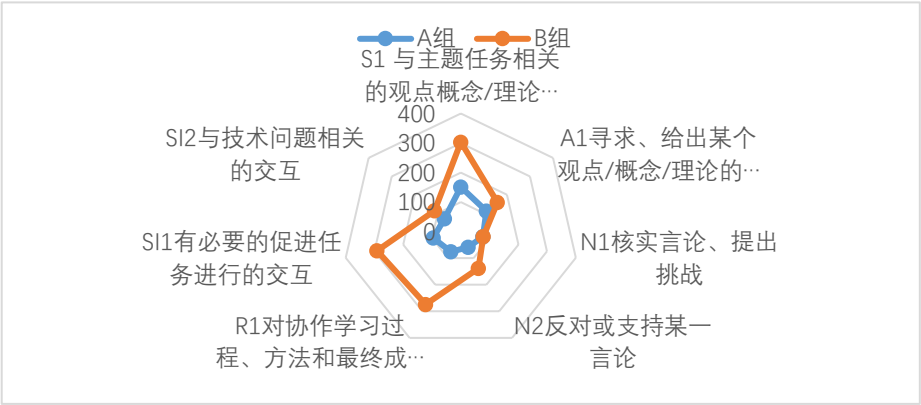 A组 B组
S1 与主题任务相关
的观点概念/理论…
A1寻求、给出某个
观点/概念/理论的…
N1核实言论、提出
挑战
N2反对或支持某一
言论
R1对协作学习过
程、方法和最终成…
SI1有必要的促进任
务进行的交互
SI2与技术问题相关
的交互
400
300
200
100
0